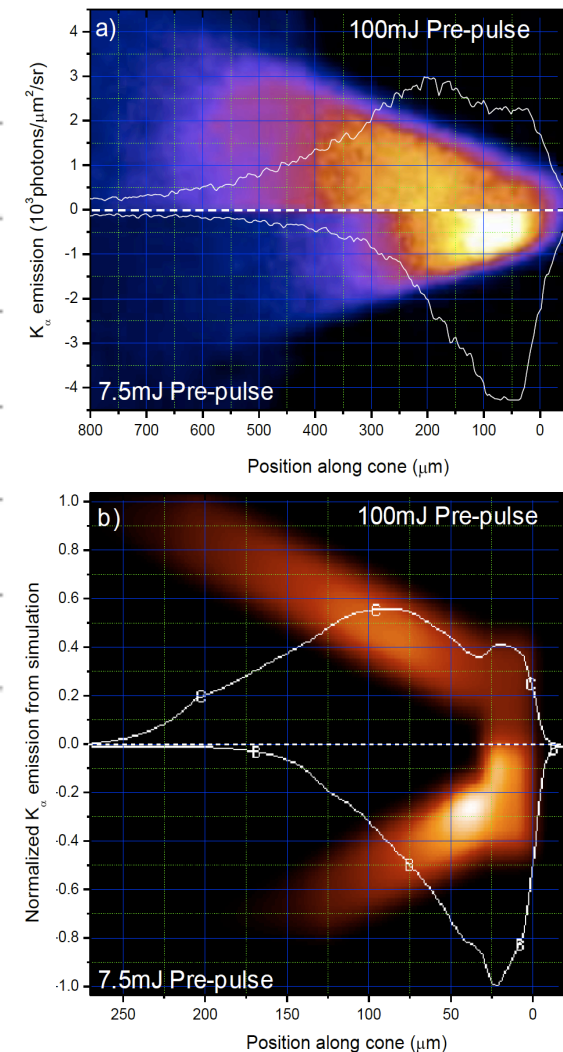 a)
100mJ Pre-pulse
4
3
2
1
0
-1
-2
-3
-4
Kα emission (10³photons/μm²/sr)
7.5mJ Pre-pulse
800 700 600 500 400 300 200 100 0
Position along cone (μm)
b)
100mJ Pre-pulse
1.0
0.8
0.6
0.4
0.2
0.0
-0.2
-0.4
-0.6
-0.8
-1.0
Normalized Kα emission from simulation
C
C
C
B
B
B
7.5mJ Pre-pulse
250 200 150 100 50 0
Position along cone (μm)